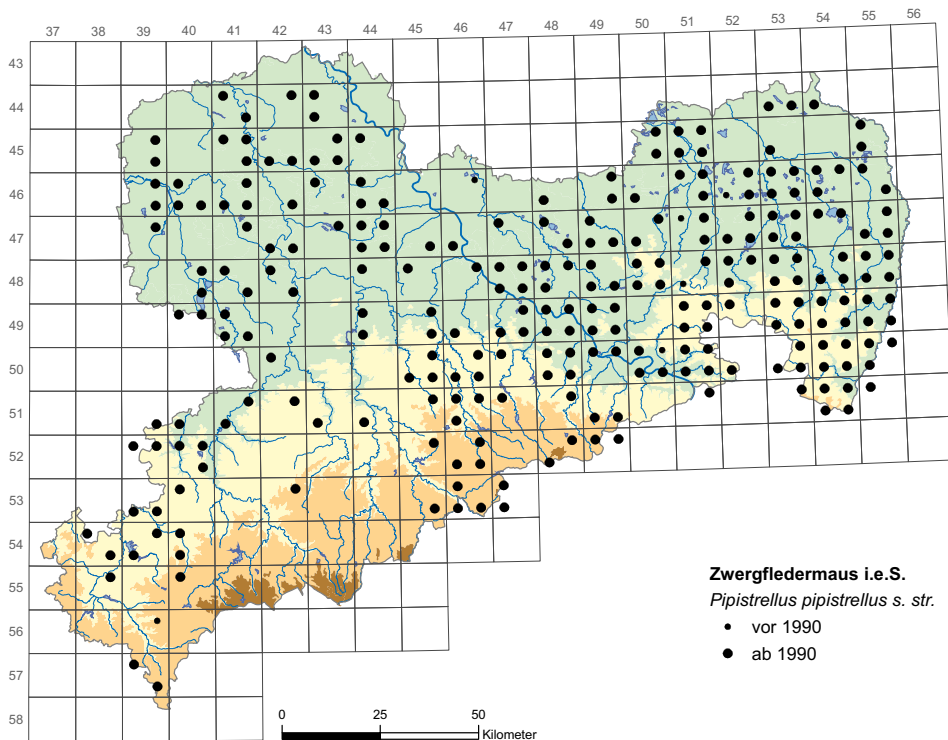 37 38 39 40 41 42 43 44 45 46 47 48 49 50 51 52 53 54 55 56
43
44
45
46
47
48
49
50
51
52
53
54
55
56
57
58
Zwergfledermaus i.e.S.
Pipistrellus pipistrellus s. str.
vor 1990
ab 1990
0 25 50
Kilometer